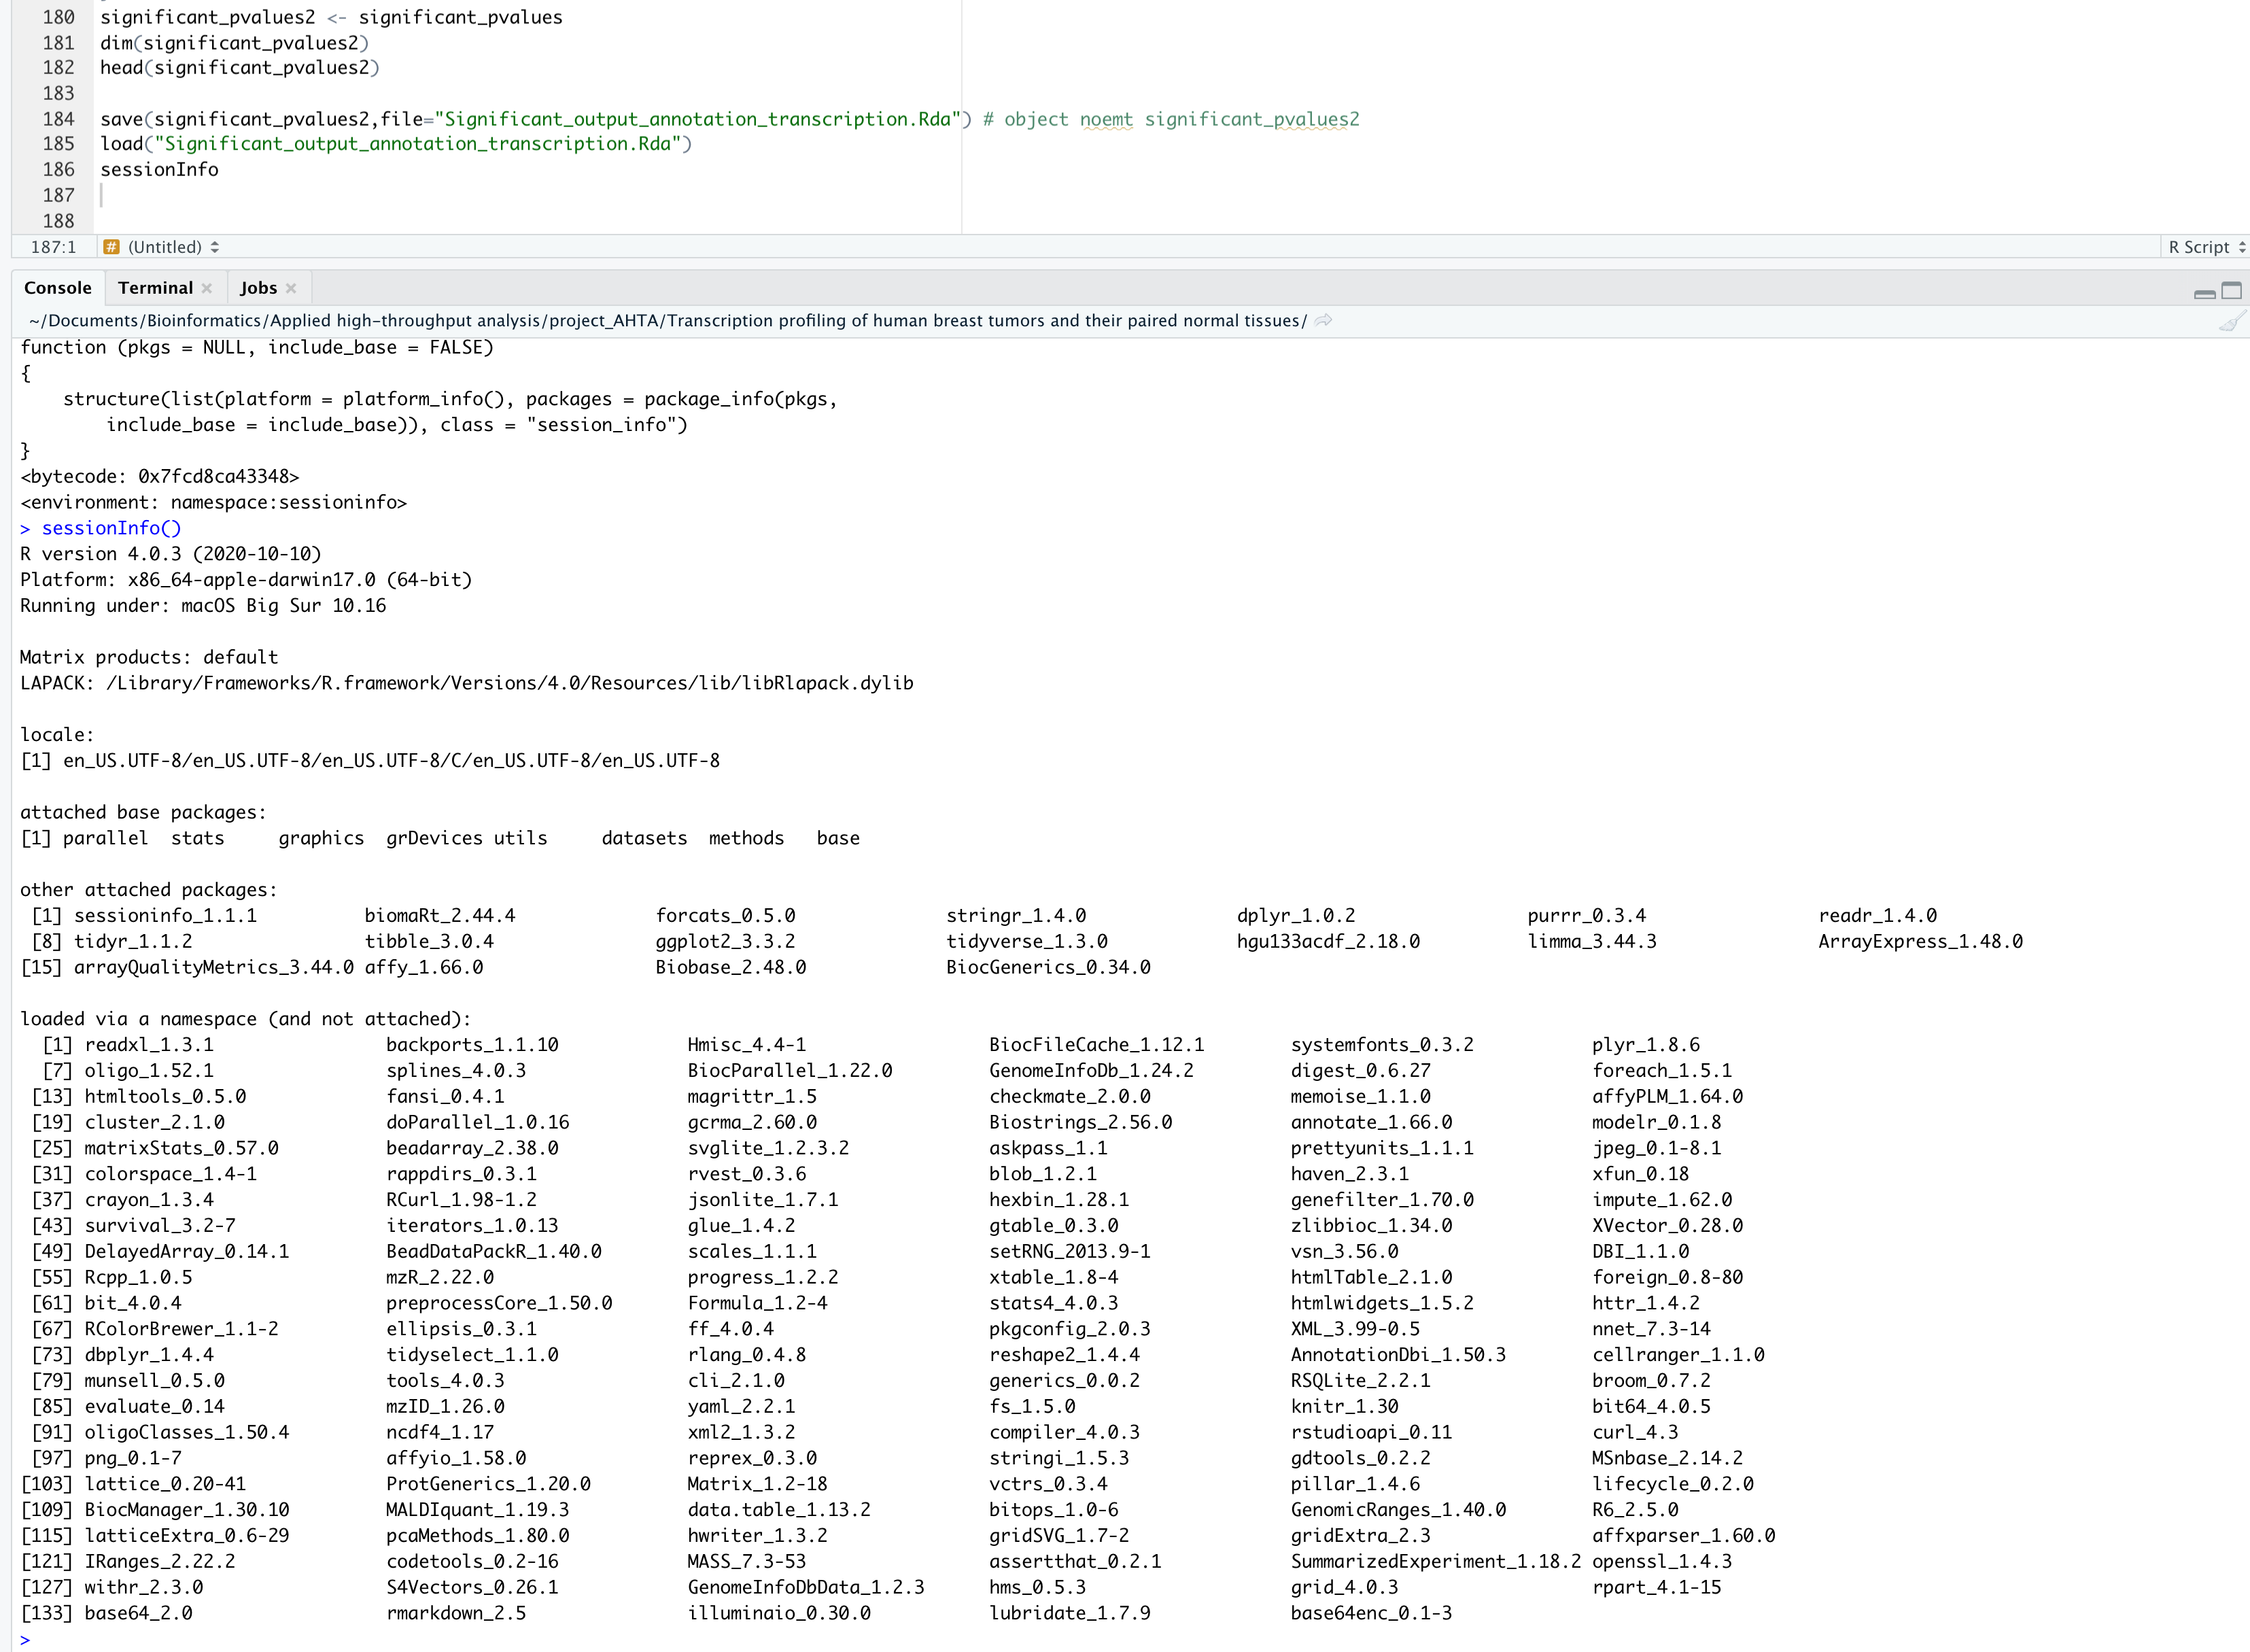 180 significant_pvalues2 <- significant_pvalues
181 dim(significant_pvalues2)
182 head(significant_pvalues2)
183
184 save(significant_pvalues2,file="Significant_output_annotation_transcription.Rda") # object noemt significant_pvalues2
185 load("Significant_output_annotation_transcription.Rda")
186 sessionInfo
187
188
187:1 # (Untitled) R Script
Console Terminal Jobs
~/Documents/Bioinformatics/Applied high-throughput analysis/project_AHTA/Transcription profiling of human breast tumors and their paired normal tissues/
function (pkgs = NULL, include_base = FALSE)
{
    structure(list(platform = platform_info(), packages = package_info(pkgs,
        include_base = include_base)), class = "session_info")
}
<bytecode: 0x7fcd8ca43348>
<environment: namespace:sessioninfo>
> sessionInfo()
R version 4.0.3 (2020-10-10)
Platform: x86_64-apple-darwin17.0 (64-bit)
Running under: macOS Big Sur 10.16
Matrix products: default
LAPACK: /Library/Frameworks/R.framework/Versions/4.0/Resources/lib/libRlapack.dylib
locale:
[1] en_US.UTF-8/en_US.UTF-8/en_US.UTF-8/C/en_US.UTF-8/en_US.UTF-8
attached base packages:
[1] parallel stats graphics grDevices utils datasets methods base
other attached packages:
[1] sessioninfo_1.1.1 biomaRt_2.44.4 forcats_0.5.0 stringr_1.4.0 dplyr_1.0.2 purrr_0.3.4 readr_1.4.0
[8] tidyr_1.1.2 tibble_3.0.4 ggplot2_3.3.2 tidyverse_1.3.0 hgu133acdf_2.18.0 limma_3.44.3 ArrayExpress_1.48.0
[15] arrayQualityMetrics_3.44.0 affy_1.66.0 Biobase_2.48.0 BiocGenerics_0.34.0
loaded via a namespace (and not attached):
[1] readxl_1.3.1 backports_1.1.10 Hmisc_4.4-1 BiocFileCache_1.12.1 systemfonts_0.3.2 plyr_1.8.6
[7] oligo_1.52.1 splines_4.0.3 BiocParallel_1.22.0 GenomeInfoDb_1.24.2 digest_0.6.27 foreach_1.5.1
[13] htmltools_0.5.0 fansi_0.4.1 magrittr_1.5 checkmate_2.0.0 memoise_1.1.0 affyPLM_1.64.0
[19] cluster_2.1.0 doParallel_1.0.16 gcrma_2.60.0 Biostrings_2.56.0 annotate_1.66.0 modelr_0.1.8
[25] matrixStats_0.57.0 beadarray_2.38.0 svglite_1.2.3.2 askpass_1.1 prettyunits_1.1.1 jpeg_0.1-8.1
[31] colorspace_1.4-1 rappdirs_0.3.1 rvest_0.3.6 blob_1.2.1 haven_2.3.1 xfun_0.18
[37] crayon_1.3.4 RCurl_1.98-1.2 jsonlite_1.7.1 hexbin_1.28.1 genefilter_1.70.0 impute_1.62.0
[43] survival_3.2-7 iterators_1.0.13 glue_1.4.2 gtable_0.3.0 zlibbioc_1.34.0 XVector_0.28.0
[49] DelayedArray_0.14.1 BeadDataPackR_1.40.0 scales_1.1.1 setRNG_2013.9-1 vsn_3.56.0 DBI_1.1.0
[55] Rcpp_1.0.5 mzR_2.22.0 progress_1.2.2 xtable_1.8-4 htmlTable_2.1.0 foreign_0.8-80
[61] bit_4.0.4 preprocessCore_1.50.0 Formula_1.2-4 stats4_4.0.3 htmlwidgets_1.5.2 httr_1.4.2
[67] RColorBrewer_1.1-2 ellipsis_0.3.1 ff_4.0.4 pkgconfig_2.0.3 XML_3.99-0.5 nnet_7.3-14
[73] dbplyr_1.4.4 tidyselect_1.1.0 rlang_0.4.8 reshape2_1.4.4 AnnotationDbi_1.50.3 cellranger_1.1.0
[79] munsell_0.5.0 tools_4.0.3 cli_2.1.0 generics_0.0.2 RSQLite_2.2.1 broom_0.7.2
[85] evaluate_0.14 mzID_1.26.0 yaml_2.2.1 fs_1.5.0 knitr_1.30 bit64_4.0.5
[91] oligoClasses_1.50.4 ncdf4_1.17 xml2_1.3.2 compiler_4.0.3 rstudioapi_0.11 curl_4.3
[97] png_0.1-7 affyio_1.58.0 reprex_0.3.0 stringi_1.5.3 gdtools_0.2.2 MSnbase_2.14.2
[103] lattice_0.20-41 ProtGenerics_1.20.0 Matrix_1.2-18 vctrs_0.3.4 pillar_1.4.6 lifecycle_0.2.0
[109] BiocManager_1.30.10 MALDIquant_1.19.3 data.table_1.13.2 bitops_1.0-6 GenomicRanges_1.40.0 R6_2.5.0
[115] latticeExtra_0.6-29 pcaMethods_1.80.0 hwriter_1.3.2 gridSVG_1.7-2 gridExtra_2.3 affxparser_1.60.0
[121] IRanges_2.22.2 codetools_0.2-16 MASS_7.3-53 assertthat_0.2.1 SummarizedExperiment_1.18.2 openssl_1.4.3
[127] withr_2.3.0 S4Vectors_0.26.1 GenomeInfoDbData_1.2.3 hms_0.5.3 grid_4.0.3 rpart_4.1-15
[133] base64_2.0 rmarkdown_2.5 illuminaio_0.30.0 lubridate_1.7.9 base64enc_0.1-3
>